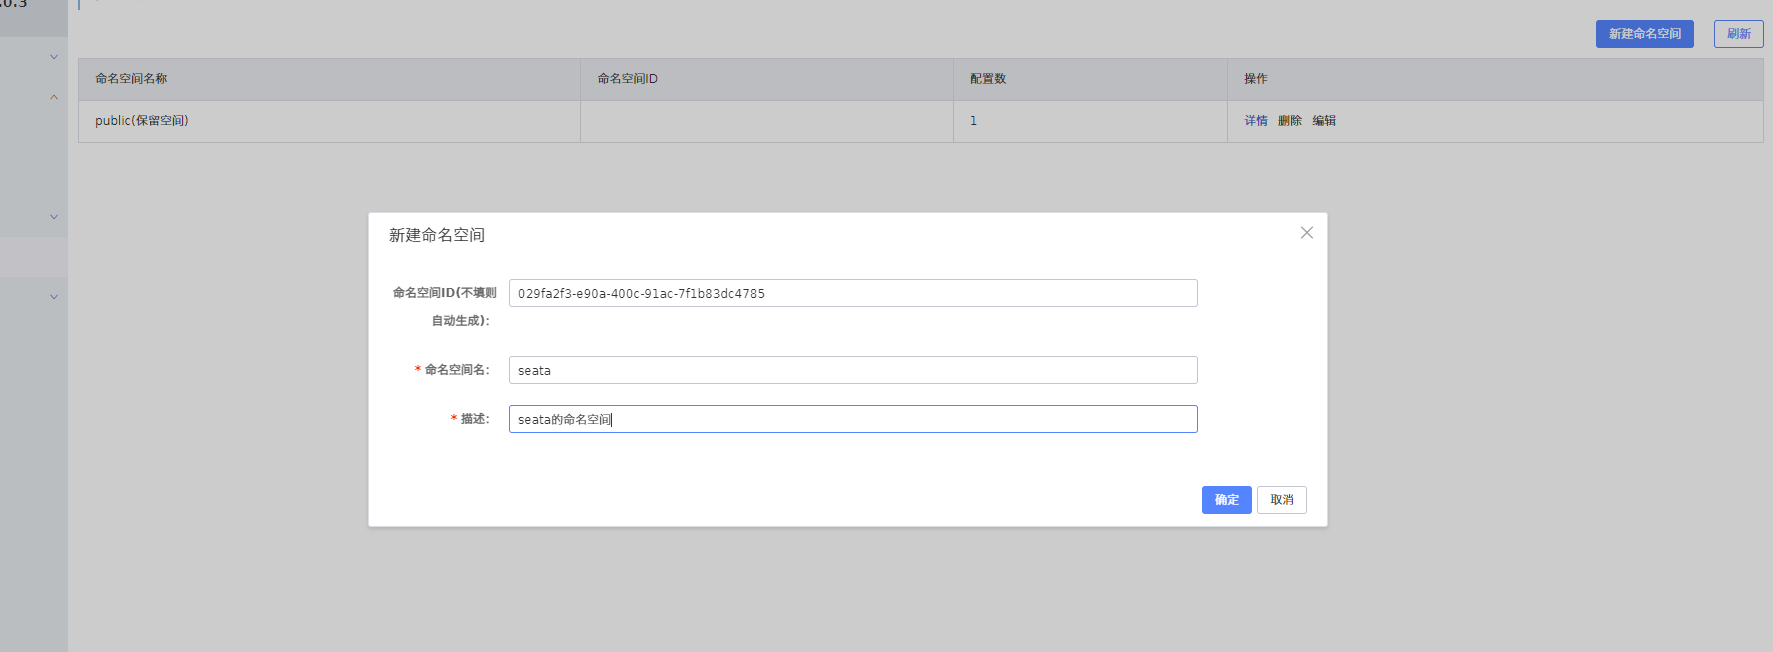 .0.3
新建命名空间 刷新
命名空间名称 命名空间ID 配置数 操作
public(保留空间) 1 详情 删除 编辑
新建命名空间
命名空间ID(不填则 029fa2f3-e90a-400c-91ac-7f1b83dc4785
自动生成):
* 命名空间名: seata
* 描述: seata的命名空间
确定 取消